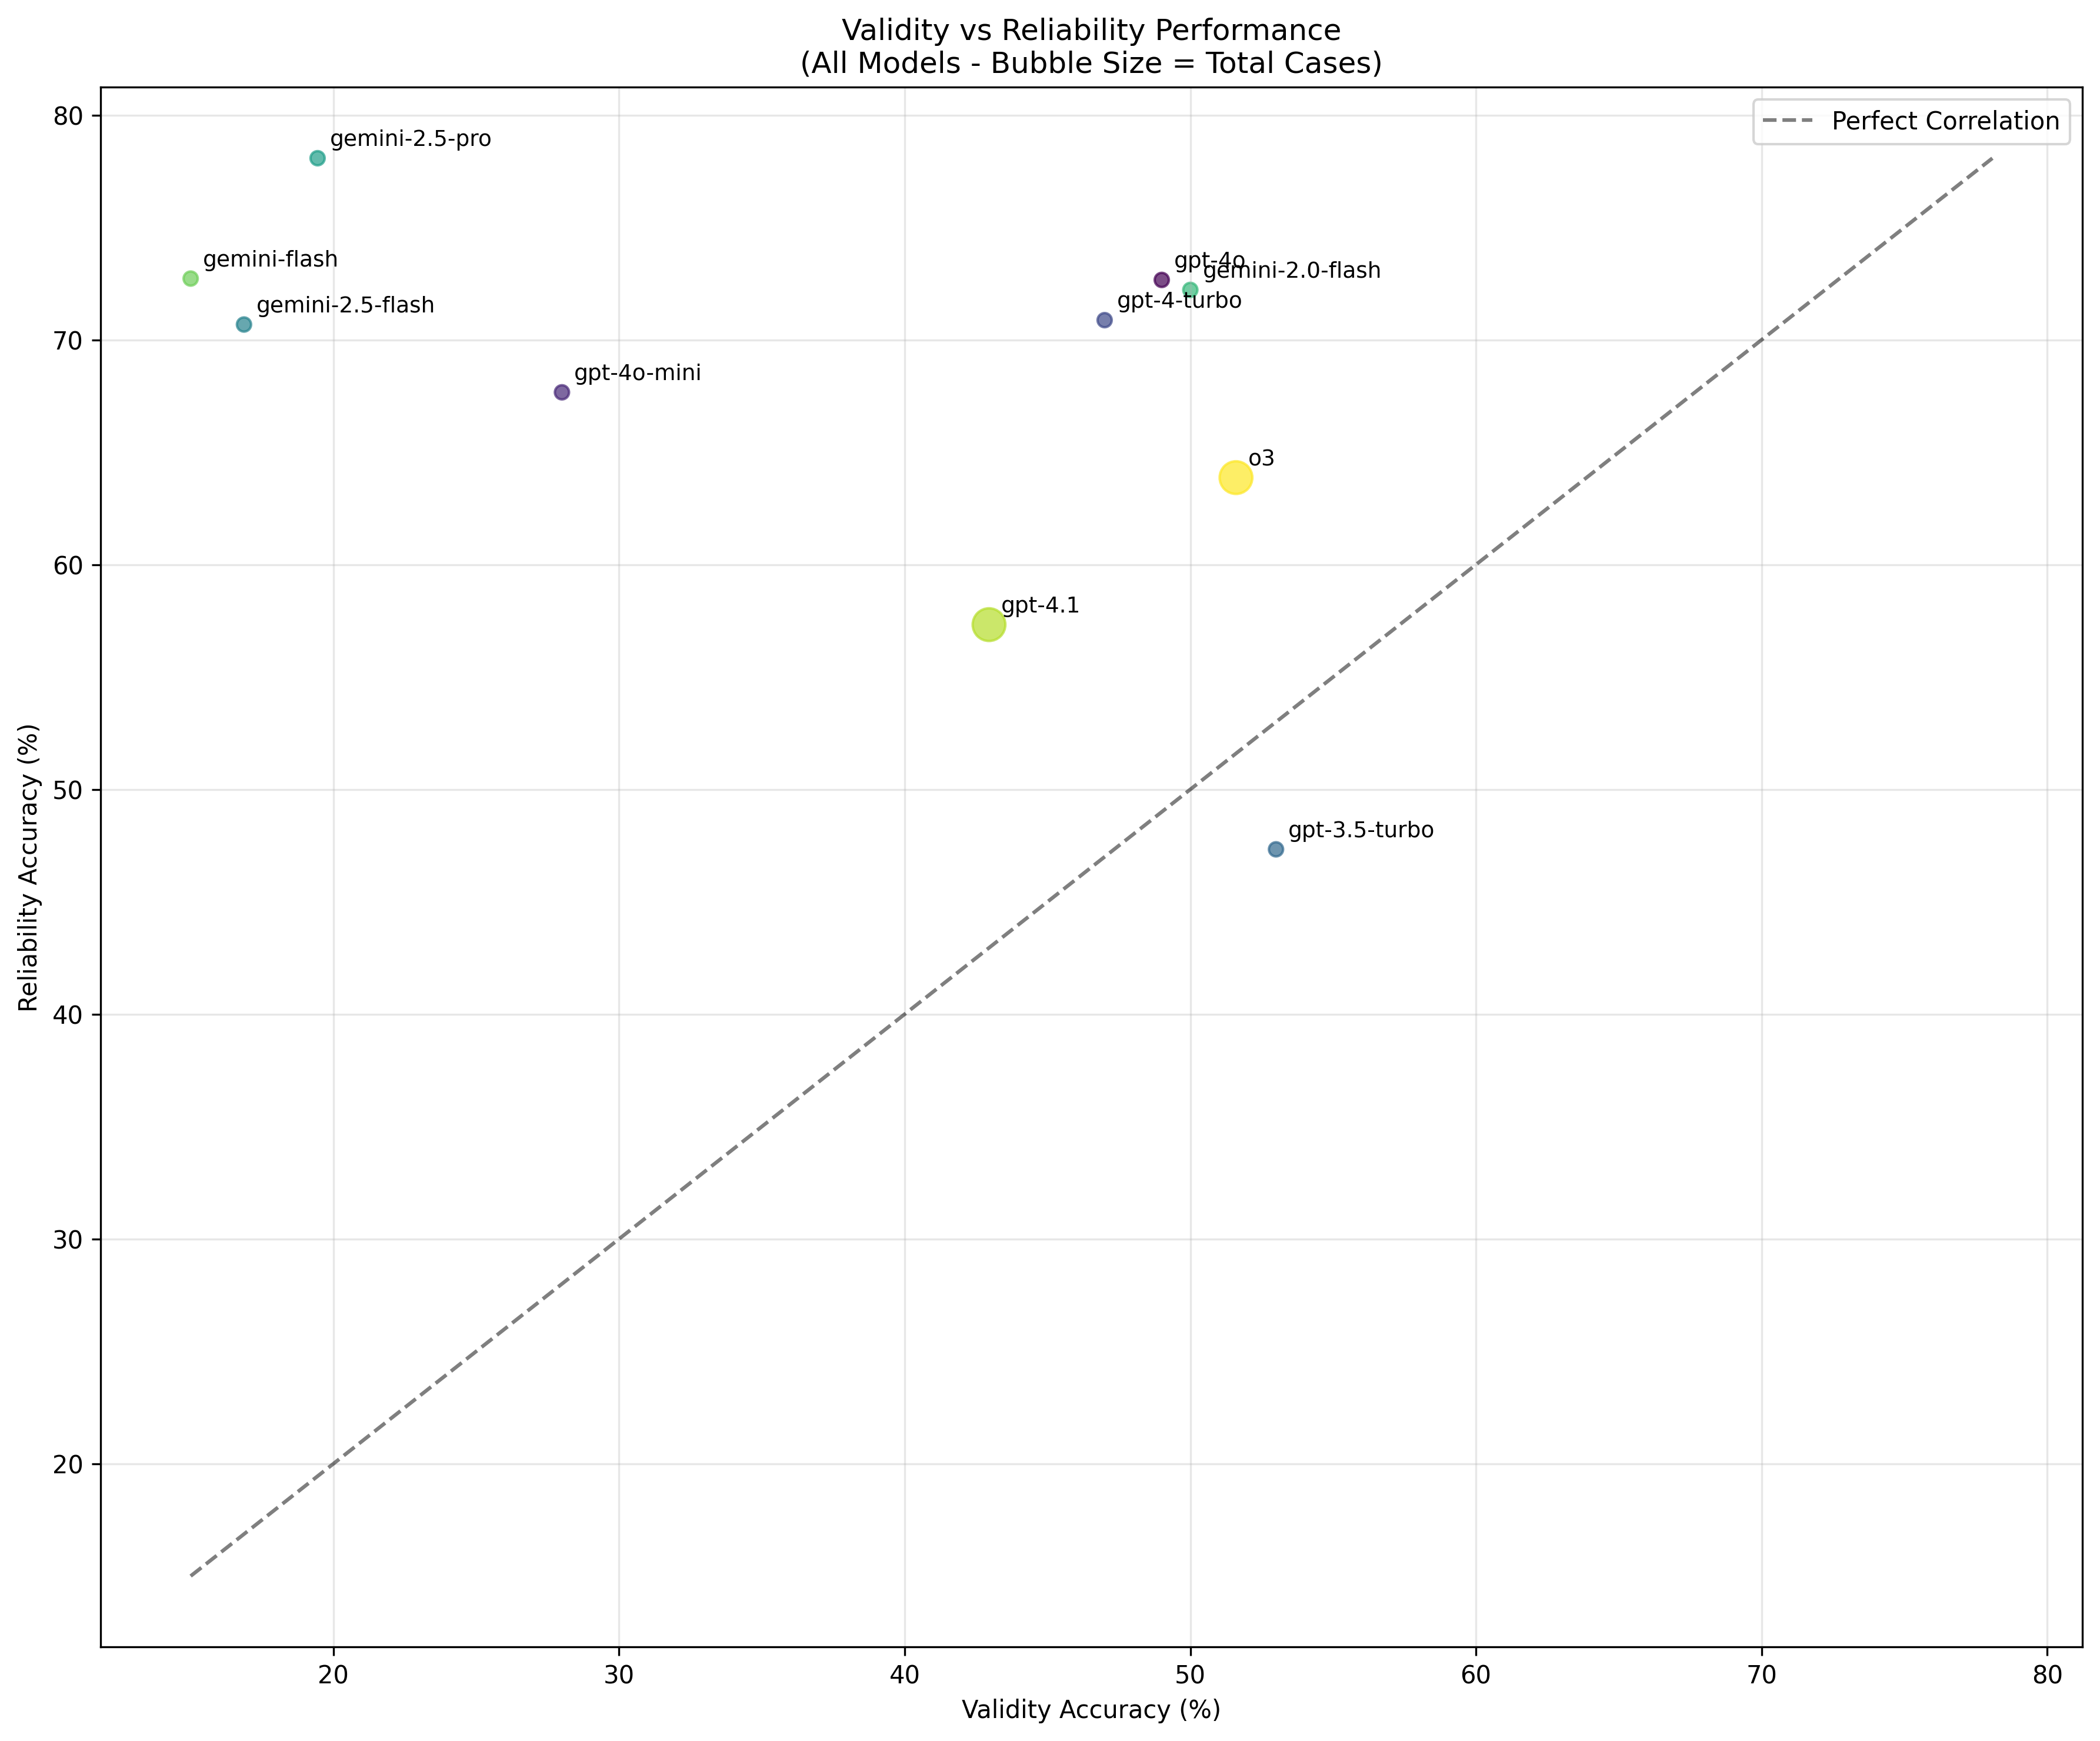 Validity vs Reliability Performance
(All Models - Bubble Size = Total Cases)
Perfect Correlation
80
70
60
50
40
30
20
Reliability Accuracy (%)
gemini-2.5-pro
gemini-flash
gemini-2.5-flash
gpt-4o
gemini-2.0-flash
gpt-4-turbo
gpt-4o-mini
o3
gpt-4.1
gpt-3.5-turbo
20 30 40 50 60 70 80
Validity Accuracy (%)